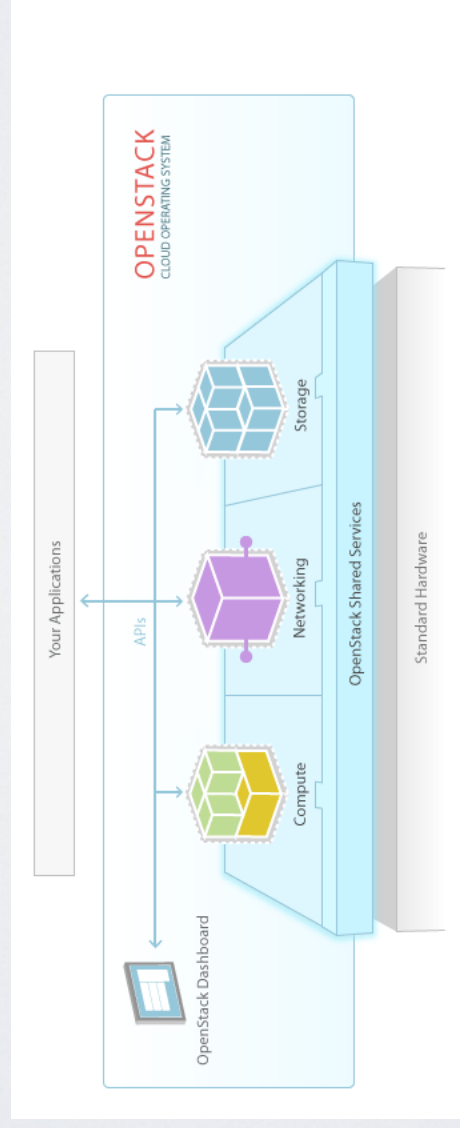 Your Applications
APIs
OPENSTACK
CLOUD OPERATING SYSTEM
OpenStack Dashboard
Compute
Networking
Storage
OpenStack Shared Services
Standard Hardware